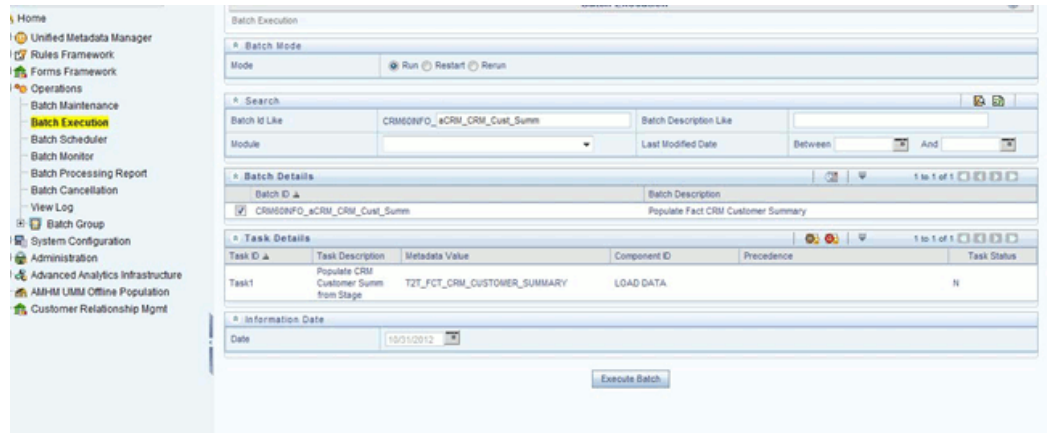 Home
Unified Metadata Manager
Rules Framework
Forms Framework
Operations
Batch Maintenance
Batch Execution
Batch Scheduler
Batch Monitor
Batch Processing Report
Batch Cancellation
View Log
Batch Group
System Configuration
Administration
Advanced Analytics Infrastructure
AMHM UMM Offline Population
Customer Relationship Mgmt
Batch Execution
Batch Mode
Mode Run Restart Rerun
Search
Batch Id Like CRM60INFO_ aCRM_CRM_Cust_Summ Batch Description Like
Module Last Modified Date Between And
Batch Details 1 to 1 of 1
Batch ID Batch Description
CRM60INFO_aCRM_CRM_Cust_Summ Populate Fact CRM Customer Summary
Task Details 1 to 1 of 1
Task ID Task Description Metadata Value Component ID Precedence Task Status
Populate CRM
Task1 Customer Summ T2T_FCT_CRM_CUSTOMER_SUMMARY LOAD DATA N
from Stage
Information Date
Date 10/31/2012
Execute Batch